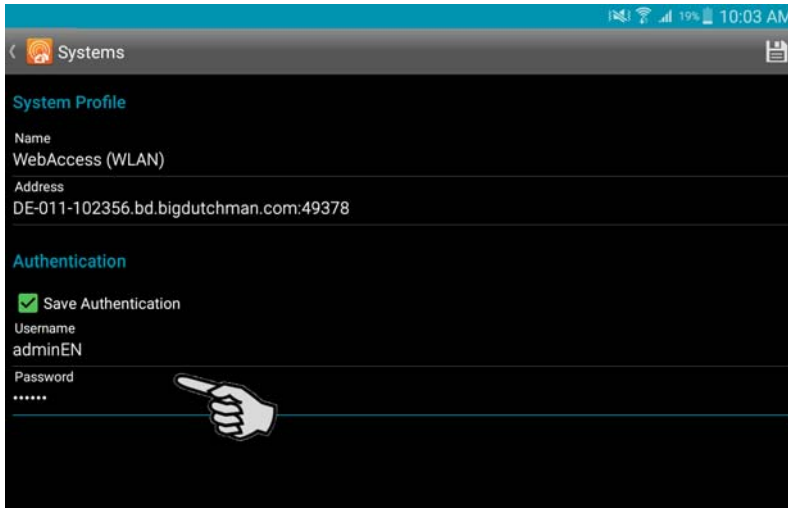 19% 10:03 AM
Systems
System Profile
Name
WebAccess (WLAN)
Address
DE-011-102356.bd.bigdutchman.com:49378
Authentication
Save Authentication
Username
adminEN
Password
••••••